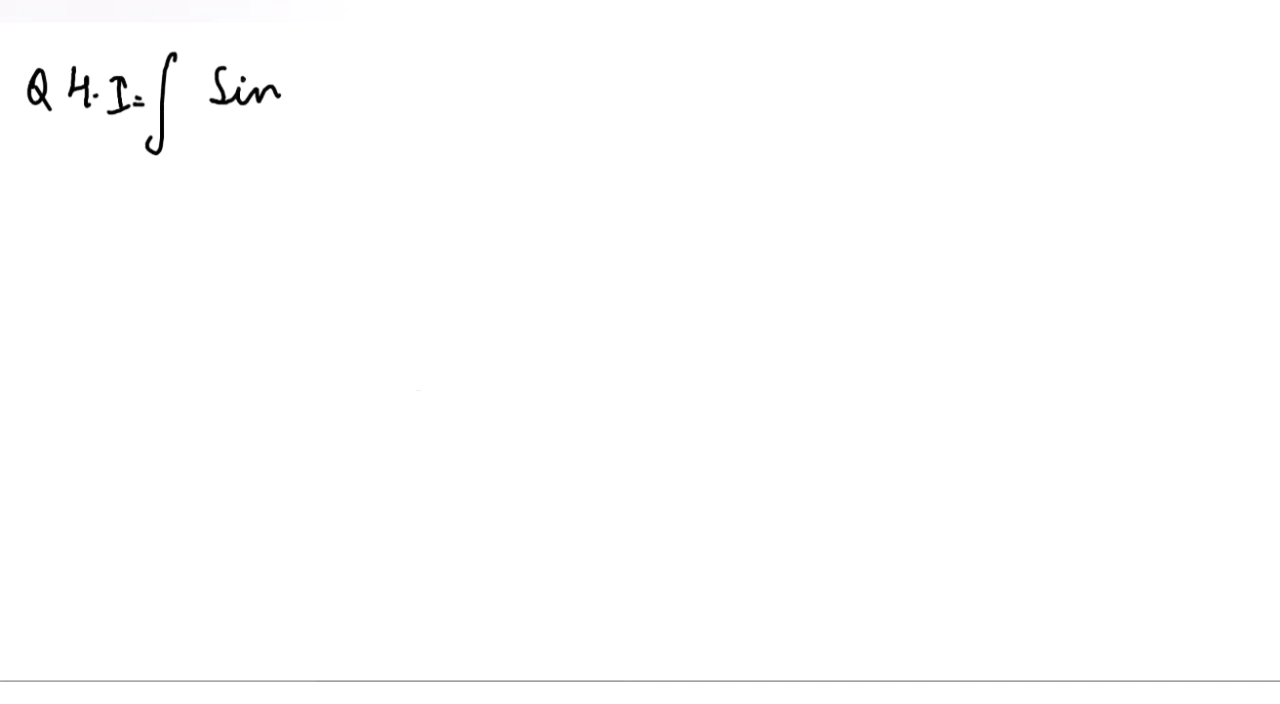 Q 4. I= ∫ Sin